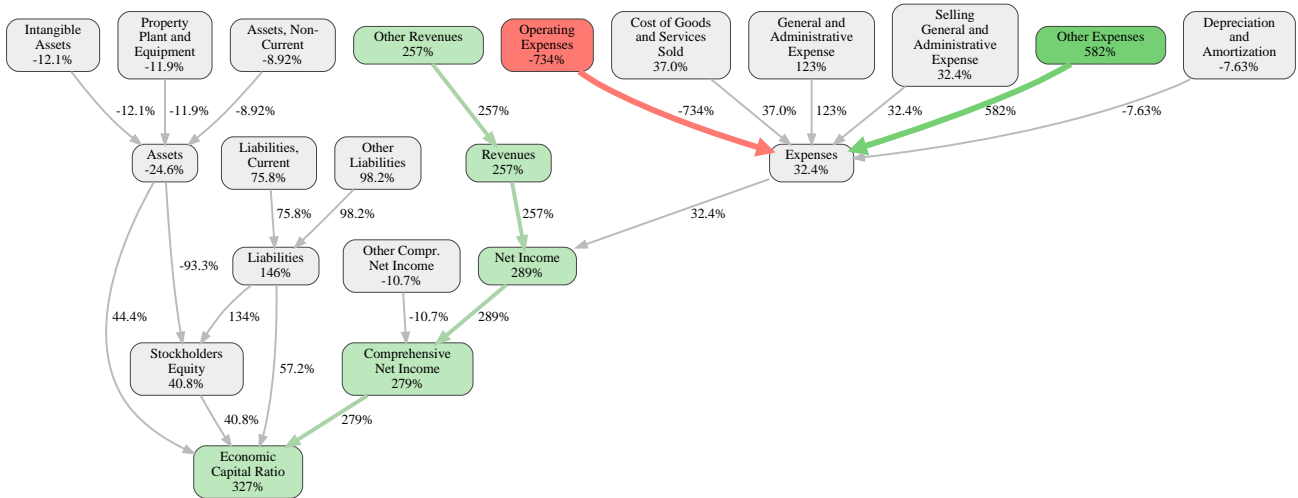 Intangible
Assets
-12.1%
Property
Plant and
Equipment
-11.9%
Assets, Non-
Current
-8.92%
Other Revenues
257%
Operating
Expenses
-734%
Cost of Goods
and Services
Sold
37.0%
General and
Administrative
Expense
123%
Selling
General and
Administrative
Expense
32.4%
Other Expenses
582%
Depreciation
and
Amortization
-7.63%
-12.1%
-11.9%
-8.92%
257%
-734%
37.0%
123%
32.4%
582%
-7.63%
Assets
-24.6%
Liabilities,
Current
75.8%
Other
Liabilities
98.2%
Revenues
257%
Expenses
32.4%
75.8%
98.2%
257%
32.4%
-93.3%
Liabilities
146%
Other Compr.
Net Income
-10.7%
Net Income
289%
44.4%
134%
-10.7%
289%
Stockholders
Equity
40.8%
57.2%
Comprehensive
Net Income
279%
40.8%
279%
Economic
Capital Ratio
327%